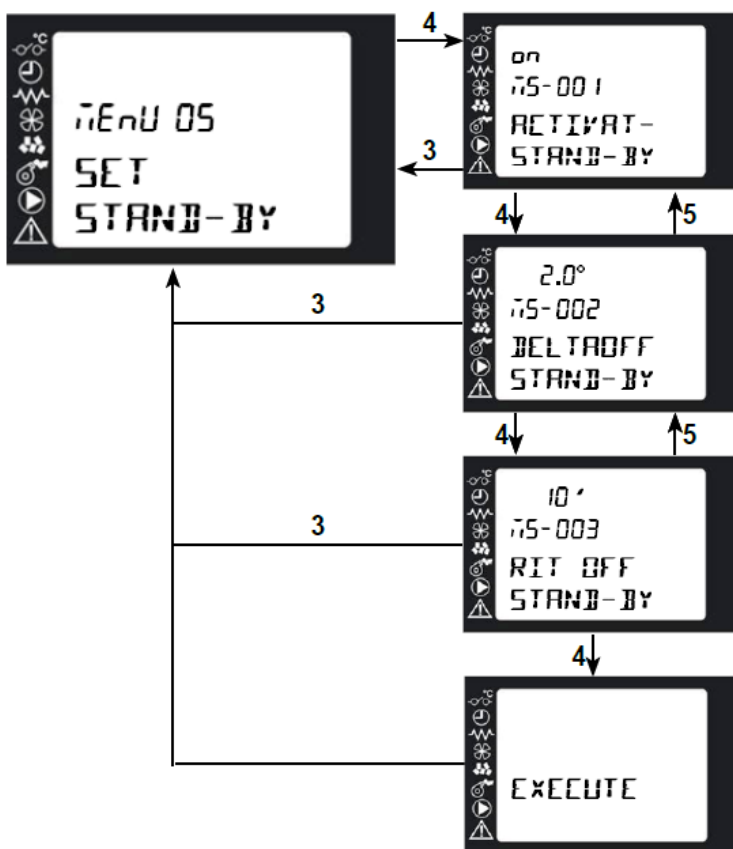 4
°C
MENU 05
SET
STAND-BY
3
°C
on
MS-001
ACTIVAT-
STAND-BY
4
5
3
°C
2.0°
MS-002
DELTAOFF
STAND-BY
4
5
3
°C
10'
MS-003
RIT OFF
STAND-BY
4
°C
EXECUTE